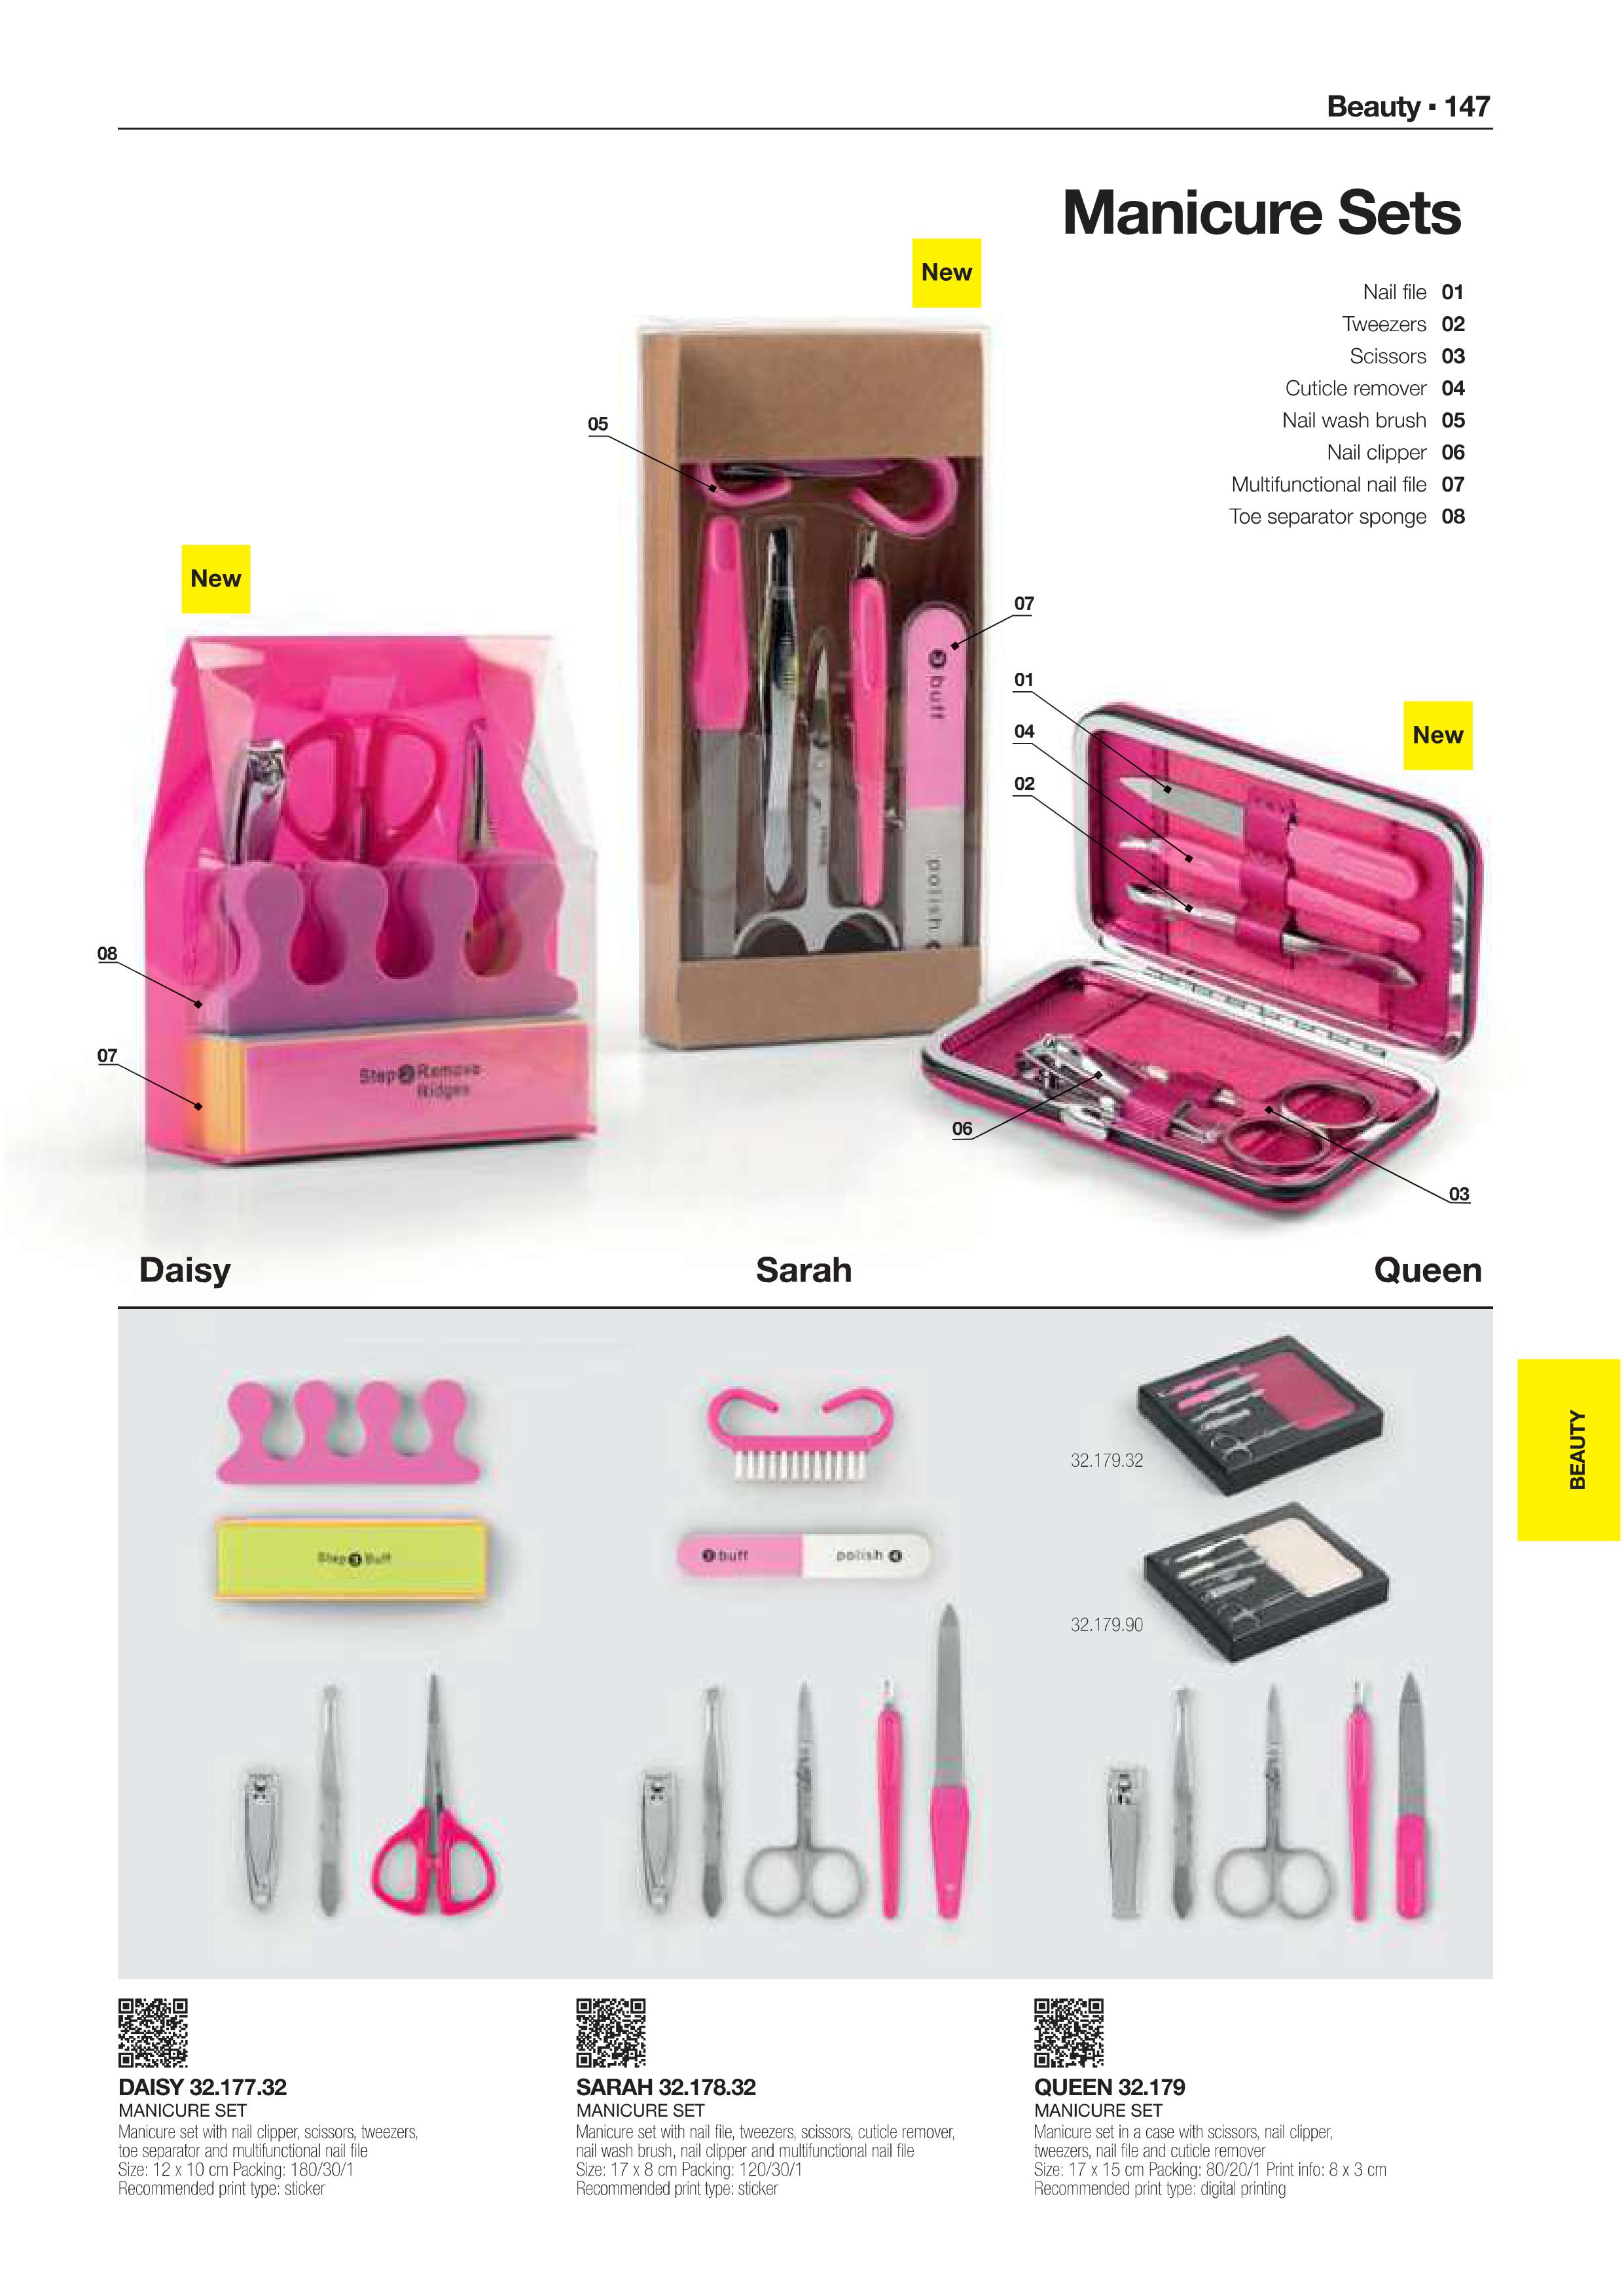 Beauty ▪ 147
Manicure Sets
New
Nail file 01
Tweezers 02
Scissors 03
Cuticle remover 04
Nail wash brush 05
Nail clipper 06
Multifunctional nail file 07
Toe separator sponge 08
05
New
07
3 buff
polish
01
04
02
New
08
07
Step 2 Remove
Ridges
06
03
Daisy
Sarah
Queen
32.179.32
BEAUTY
Step 3 Buff
3 buff
polish 4
32.179.90
DAISY 32.177.32
MANICURE SET
Manicure set with nail clipper, scissors, tweezers,
toe separator and multifunctional nail file
Size: 12 x 10 cm Packing: 180/30/1
Recommended print type: sticker
SARAH 32.178.32
MANICURE SET
Manicure set with nail file, tweezers, scissors, cuticle remover,
nail wash brush, nail clipper and multifunctional nail file
Size: 17 x 8 cm Packing: 120/30/1
Recommended print type: sticker
QUEEN 32.179
MANICURE SET
Manicure set in a case with scissors, nail clipper,
tweezers, nail file and cuticle remover
Size: 17 x 15 cm Packing: 80/20/1 Print info: 8 x 3 cm
Recommended print type: digital printing